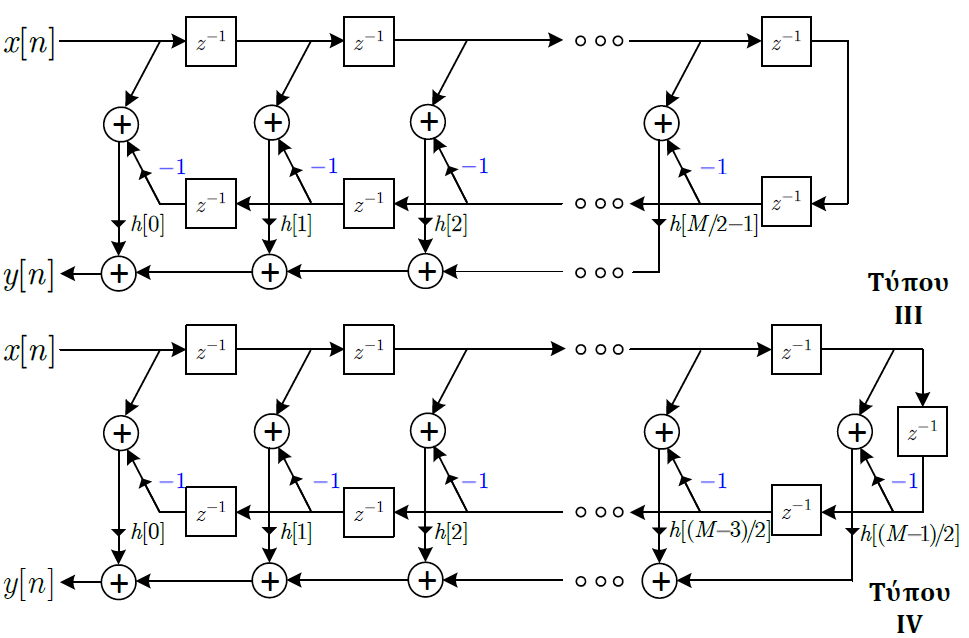 x[n] z⁻¹ z⁻¹ z⁻¹
+ + + +
−1 −1 −1 −1
z⁻¹ z⁻¹ z⁻¹
h[0] h[1] h[2] h[M/2−1]
y[n] + + +
Τύπου
III
x[n] z⁻¹ z⁻¹ z⁻¹
+ + + + + z⁻¹
−1 −1 −1 −1 −1
z⁻¹ z⁻¹ z⁻¹
h[0] h[1] h[2] h[(M−3)/2] h[(M−1)/2]
y[n] + + + +
Τύπου
IV